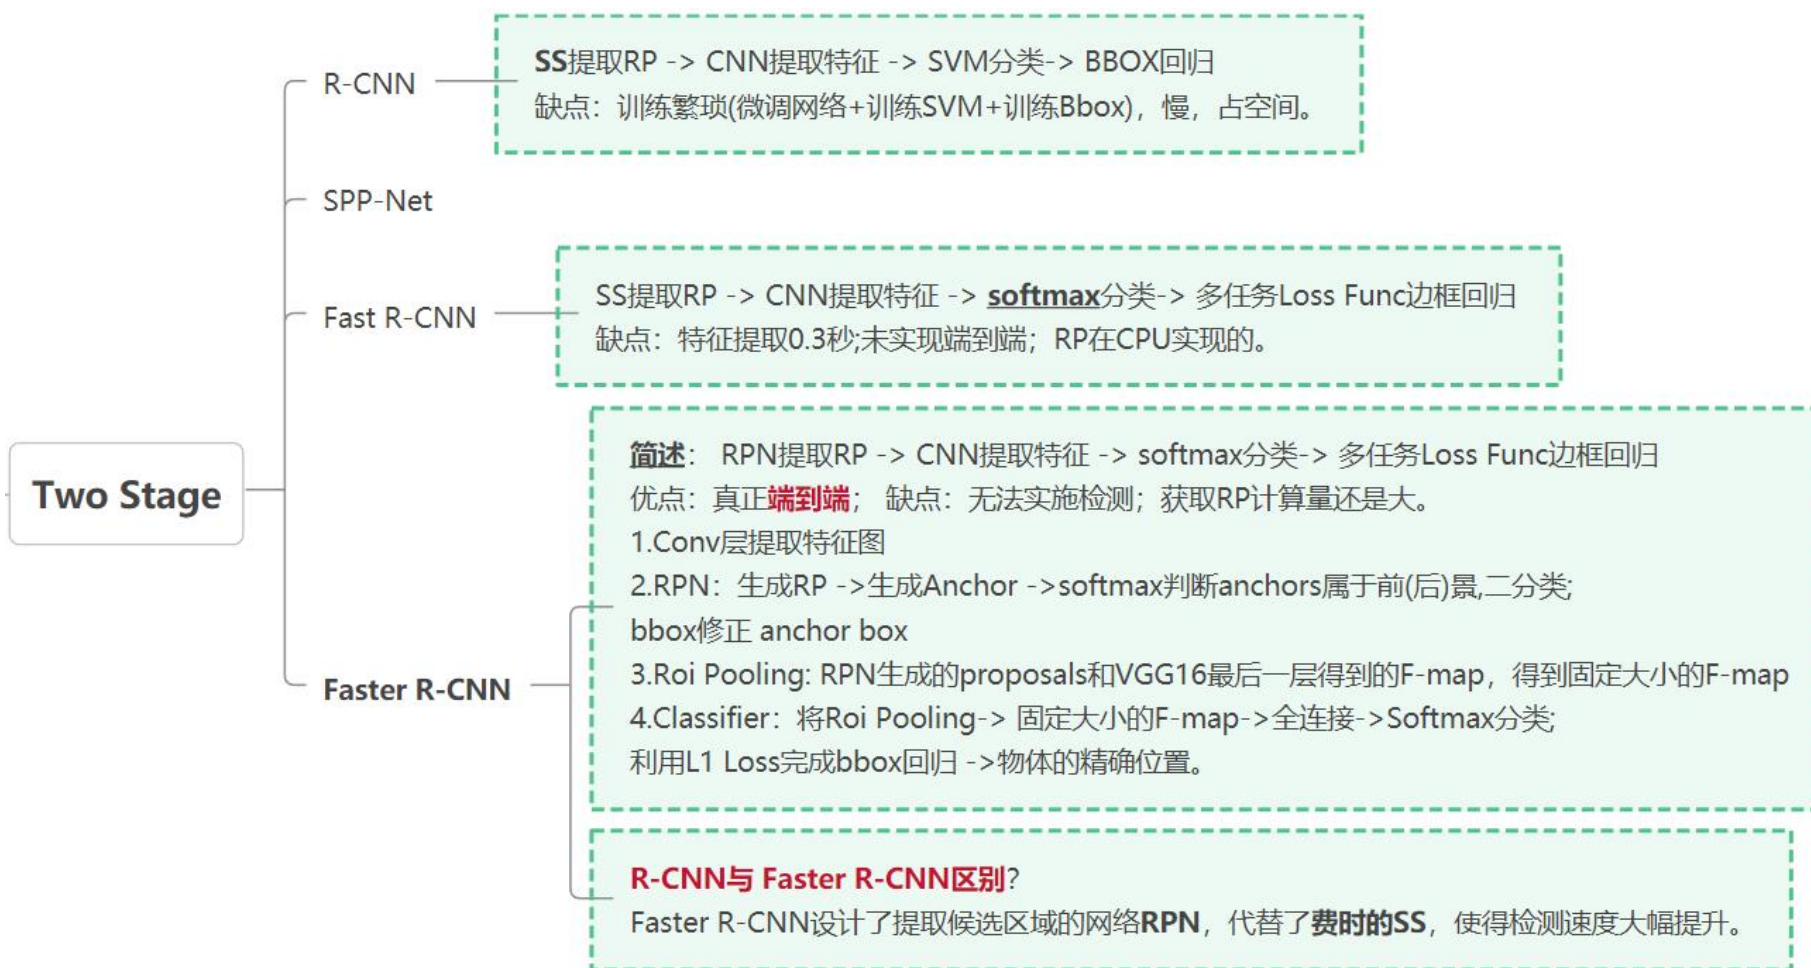 Two Stage
R-CNN
SS提取RP -> CNN提取特征 -> SVM分类-> BBOX回归
缺点：训练繁琐(微调网络+训练SVM+训练Bbox)，慢，占空间。
SPP-Net
Fast R-CNN
SS提取RP -> CNN提取特征 -> softmax分类-> 多任务Loss Func边框回归
缺点：特征提取0.3秒;未实现端到端；RP在CPU实现的。
Faster R-CNN
简述： RPN提取RP -> CNN提取特征 -> softmax分类-> 多任务Loss Func边框回归
优点：真正端到端； 缺点：无法实施检测；获取RP计算量还是大。
1.Conv层提取特征图
2.RPN：生成RP ->生成Anchor ->softmax判断anchors属于前(后)景,二分类;
bbox修正 anchor box
3.Roi Pooling: RPN生成的proposals和VGG16最后一层得到的F-map，得到固定大小的F-map
4.Classifier：将Roi Pooling-> 固定大小的F-map->全连接->Softmax分类;
利用L1 Loss完成bbox回归 ->物体的精确位置。
R-CNN与 Faster R-CNN区别?
Faster R-CNN设计了提取候选区域的网络RPN，代替了费时的SS，使得检测速度大幅提升。